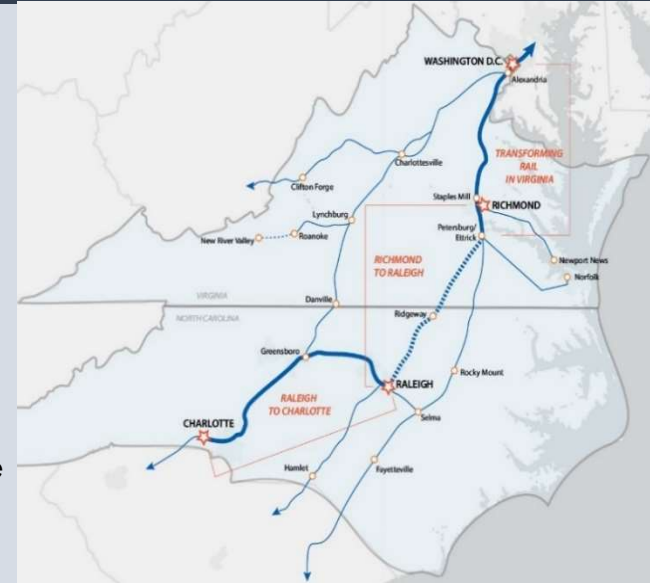 WASHINGTON D.C.
Alexandria
TRANSFORMING
RAIL
IN VIRGINIA
Charlottesville
Clifton Forge
Staples Mill
RICHMOND
Lynchburg
New River Valley
Roanoke
Petersburg/
Ettrick
RICHMOND
TO RALEIGH
Newport News
Norfolk
VIRGINIA
Danville
NORTH CAROLINA
Ridgeway
Greensboro
RALEIGH
Rocky Mount
RALEIGH
TO CHARLOTTE
Selma
CHARLOTTE
Hamlet
Fayetteville
e